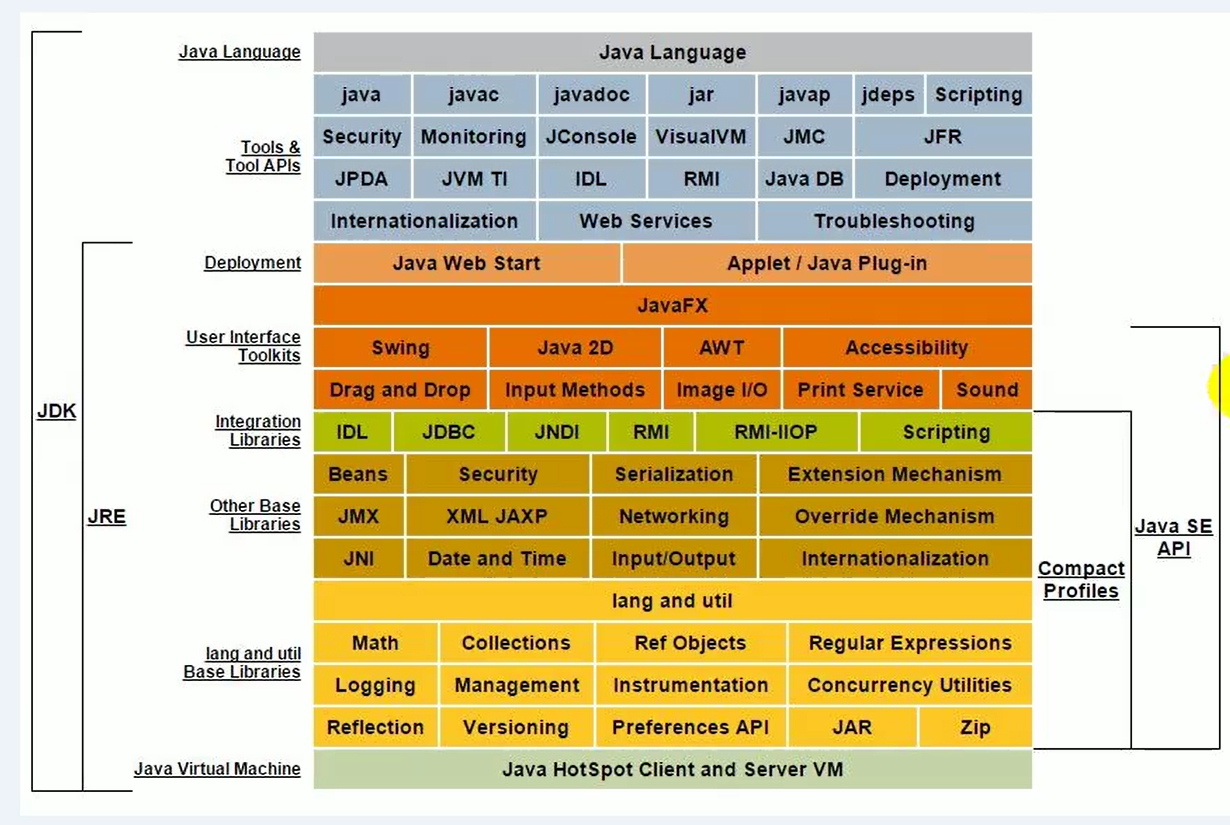 Java Language
Java Language
java javac javadoc jar javap jdeps Scripting
Tools &
Tool APIs
Security Monitoring JConsole VisualVM JMC JFR
JPDA JVM TI IDL RMI Java DB Deployment
Internationalization Web Services Troubleshooting
Deployment
Java Web Start Applet / Java Plug-in
JavaFX
User Interface
Toolkits
Swing Java 2D AWT Accessibility
Drag and Drop Input Methods Image I/O Print Service Sound
JDK
Integration
Libraries
IDL JDBC JNDI RMI RMI-IIOP Scripting
JRE
Other Base
Libraries
Beans Security Serialization Extension Mechanism
JMX XML JAXP Networking Override Mechanism
JNI Date and Time Input/Output Internationalization
Java SE
API
Compact
Profiles
lang and util
lang and util
Base Libraries
Math Collections Ref Objects Regular Expressions
Logging Management Instrumentation Concurrency Utilities
Reflection Versioning Preferences API JAR Zip
Java Virtual Machine
Java HotSpot Client and Server VM